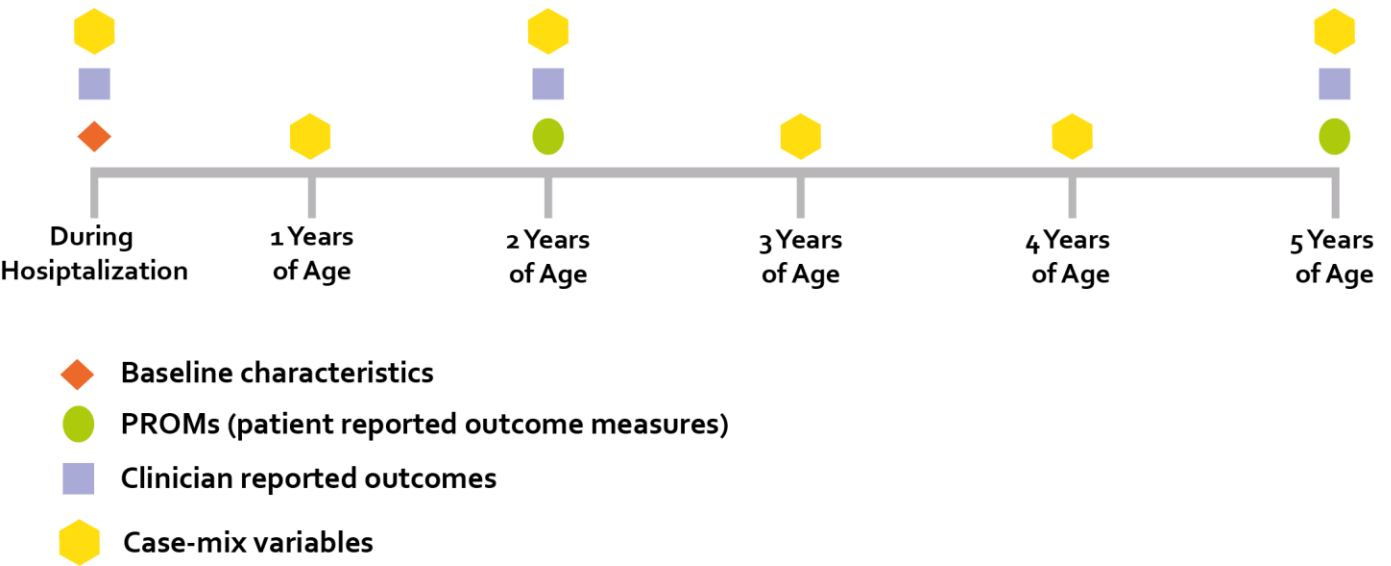 During
Hosiptalization
1 Years
of Age
2 Years
of Age
3 Years
of Age
4 Years
of Age
5 Years
of Age
Baseline characteristics
PROMs (patient reported outcome measures)
Clinician reported outcomes
Case-mix variables